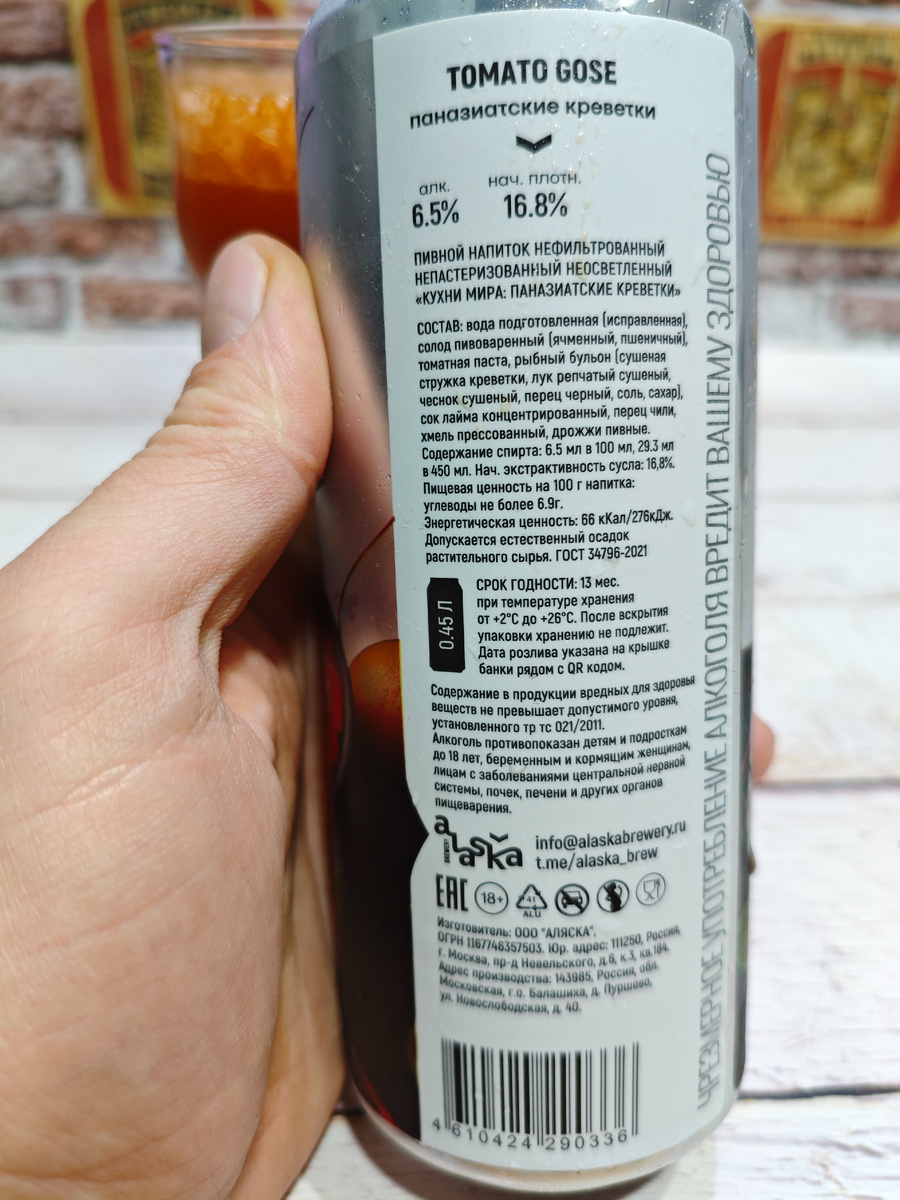 TOMATO GOSE
паназиатские креветки
алк. нач. плотн.
6.5% 16.8%
ПИВНОЙ НАПИТОК НЕФИЛЬТРОВАННЫЙ
НЕПАСТЕРИЗОВАННЫЙ НЕОСВЕТЛЕННЫЙ
«КУХНИ МИРА: ПАНАЗИАТСКИЕ КРЕВЕТКИ»
СОСТАВ: вода подготовленная (исправленная),
солод пивоваренный (ячменный, пшеничный),
томатная паста, рыбный бульон (сушеная
стружка креветки, лук репчатый сушеный,
чеснок сушеный, перец черный, соль, сахар),
сок лайма концентрированный, перец чили,
хмель прессованный, дрожжи пивные.
Содержание спирта: 6.5 мл в 100 мл, 29.3 мл
в 450 мл. Нач. экстрактивность сусла: 16,8%.
Пищевая ценность на 100 г напитка:
углеводы не более 6.9г.
Энергетическая ценность: 66 кКал/276кДж.
Допускается естественный осадок
растительного сырья. ГОСТ 34796-2021
0.45 Л
СРОК ГОДНОСТИ: 13 мес.
при температуре хранения
от +2°C до +26°C. После вскрытия
упаковки хранению не подлежит.
Дата розлива указана на крышке
банки рядом с QR кодом.
Содержание в продукции вредных для здоровья
веществ не превышает допустимого уровня,
установленного тр тс 021/2011.
Алкоголь противопоказан детям и подросткам
до 18 лет, беременным и кормящим женщинам,
лицам с заболеваниями центральной нервной
системы, почек, печени и других органов
пищеварения.
alaska BREWERY
info@alaskabrewery.ru
t.me/alaska_brew
EAC 18+ 41 ALU
Изготовитель: ООО "АЛЯСКА",
ОГРН 1167746357503. Юр. адрес: 111250, Россия,
г. Москва, пр-д Невельского, д.6, к.3, кв.184.
Адрес производства: 143985, Россия, обл.
Московская, г.о. Балашиха, д. Пуршево,
ул. Новослободская, д. 40.
4 610424 290336
ЧРЕЗМЕРНОЕ УПОТРЕБЛЕНИЕ АЛКОГОЛЯ ВРЕДИТ ВАШЕМУ ЗДОРОВЬЮ